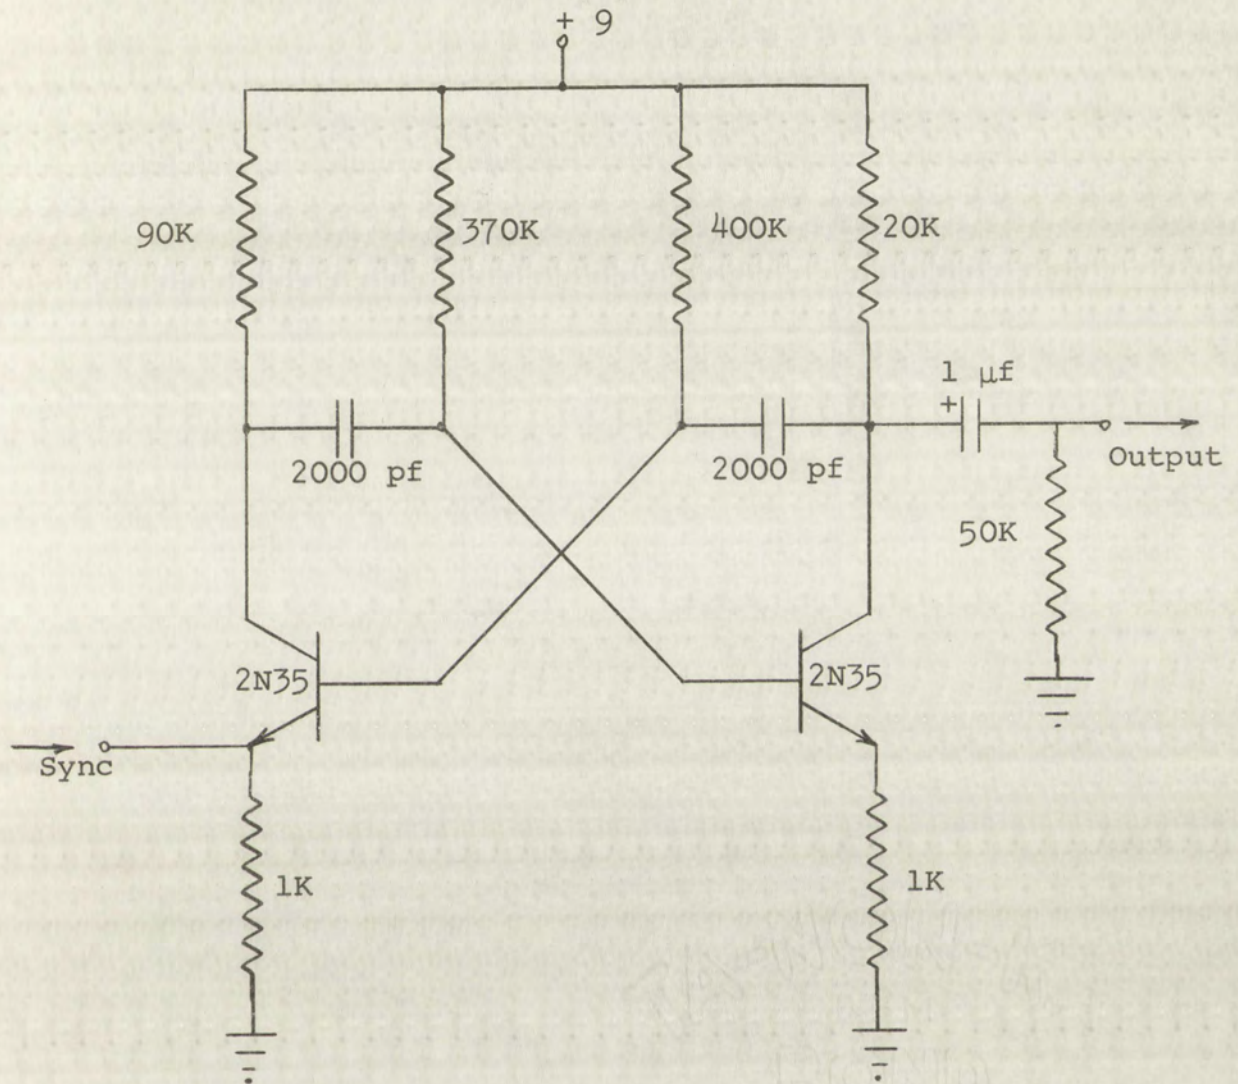 + 9
90K
370K
400K
20K
1 µf
+
2000 pf
2000 pf
Output
50K
2N35
2N35
Sync
1K
1K